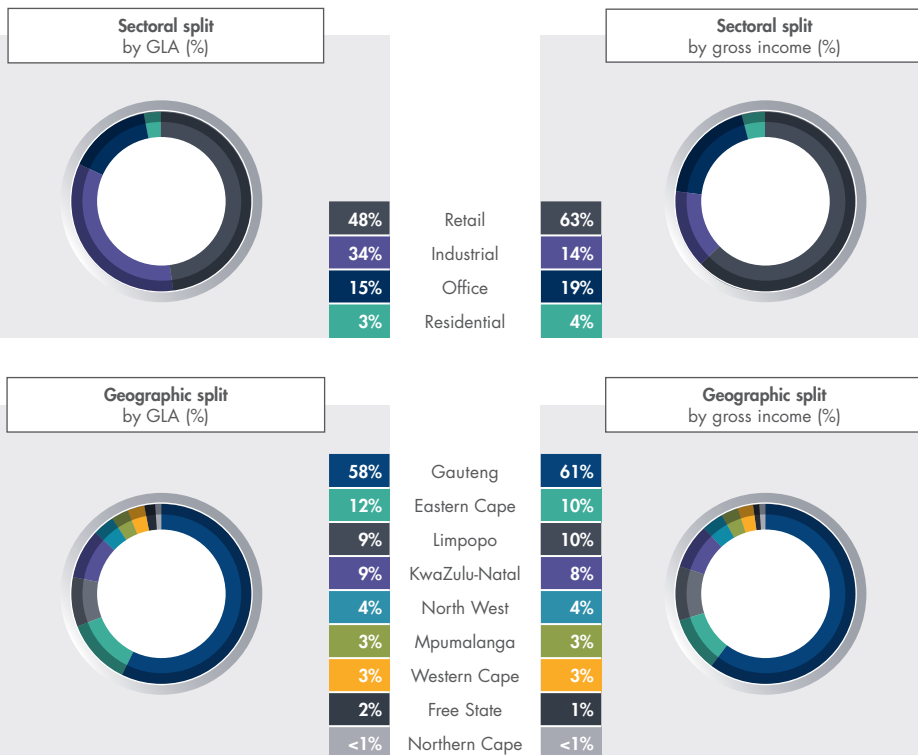 Sectoral split
by GLA (%)
Sectoral split
by gross income (%)
48% Retail 63%
34% Industrial 14%
15% Office 19%
3% Residential 4%
Geographic split
by GLA (%)
Geographic split
by gross income (%)
58% Gauteng 61%
12% Eastern Cape 10%
9% Limpopo 10%
9% KwaZulu-Natal 8%
4% North West 4%
3% Mpumalanga 3%
3% Western Cape 3%
2% Free State 1%
<1% Northern Cape <1%